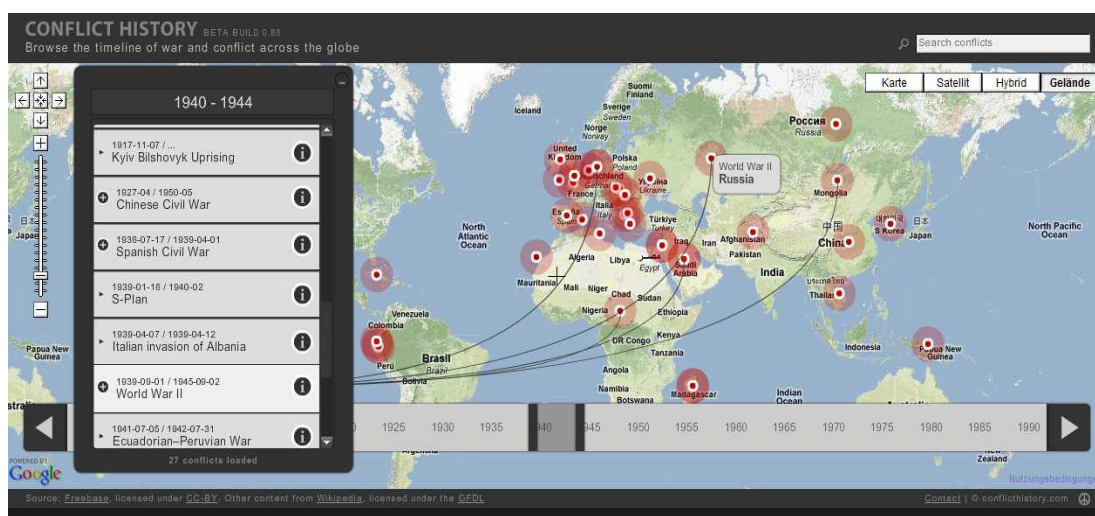 CONFLICT HISTORY BETA BUILD 0.88
Browse the timeline of war and conflict across the globe
Search conflicts
Karte
Satellit
Hybrid
Gelände
1940 - 1944
1917-11-07 / ...
Kyiv Bilshovyk Uprising
1927-04 / 1950-05
Chinese Civil War
1936-07-17 / 1939-04-01
Spanish Civil War
1939-01-16 / 1940-02
S-Plan
1939-04-07 / 1939-04-12
Italian invasion of Albania
1939-09-01 / 1945-09-02
World War II
1941-07-05 / 1942-07-31
Ecuadorian–Peruvian War
27 conflicts loaded
World War II
Russia
Iceland
Suomi
Finland
Sverige
Sweden
Norge
Norway
United
Polska
Poland
France
Italia
Italy
Ukraine
Türkiye
Turkey
Россия
Russia
Mongolia
中国
China
S Korea
日本
Japan
North Pacific
Ocean
North
Atlantic
Ocean
Algeria
Libya
مصر
Egypt
Iraq
Iran
Afghanistan
Pakistan
Saudi
Arabia
India
Mauritania
Mali
Niger
Chad
Sudan
Nigeria
Ethiopia
DR Congo
Kenya
Tanzania
Angola
Namibia
Botswana
Madagascar
Indian
Ocean
Indonesia
Papua New
Guinea
Venezuela
Colombia
Perú
Brasil
Brazil
Bolivia
Papua New
Guinea
Zealand
1925
1930
1935
1950
1955
1960
1965
1970
1975
1980
1985
1990
POWERED BY
Google
Nutzungsbedingunge
Source: Freebase, licensed under CC-BY. Other content from Wikipedia, licensed under the GFDL
Contact | © conflicthistory.com